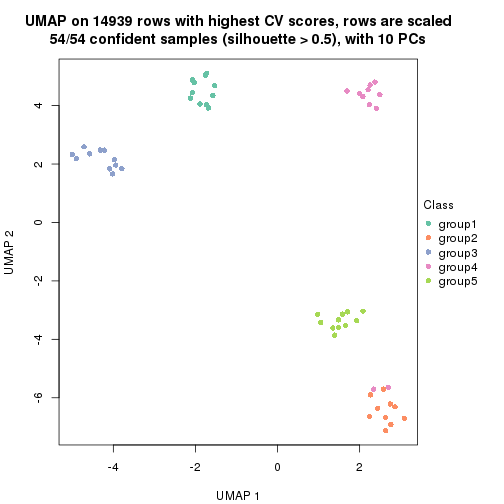 UMAP on 14939 rows with highest CV scores, rows are scaled
54/54 confident samples (silhouette > 0.5), with 10 PCs
4
2
0
-2
-4
-6
UMAP 2
-4
-2
0
2
UMAP 1
Class
group1
group2
group3
group4
group5